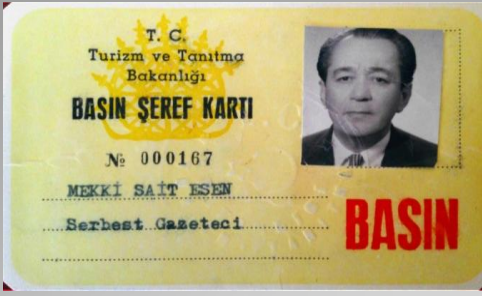 T. C.
Turizm ve Tanıtma
Bakanlığı
BASIN ŞEREF KARTI
№ 000167
MEKKİ SAİT ESEN
Serbest Gazeteci
BASIN